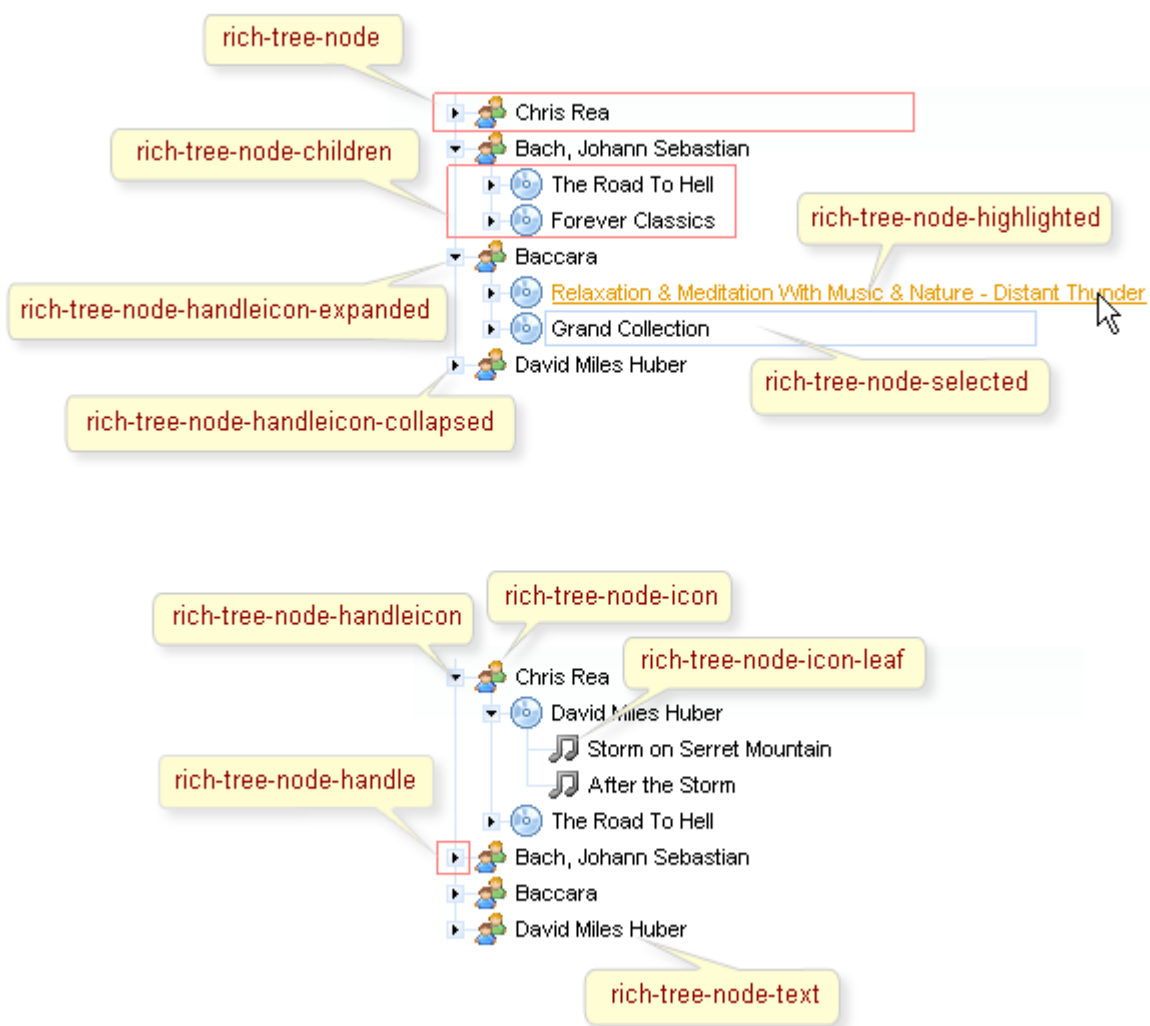 rich-tree-node
Chris Rea
rich-tree-node-children
Bach, Johann Sebastian
The Road To Hell
Forever Classics
rich-tree-node-highlighted
Baccara
rich-tree-node-handleicon-expanded
Relaxation & Meditation With Music & Nature - Distant Thunder
Grand Collection
David Miles Huber
rich-tree-node-selected
rich-tree-node-handleicon-collapsed
rich-tree-node-icon
rich-tree-node-handleicon
rich-tree-node-icon-leaf
Chris Rea
David Miles Huber
Storm on Serret Mountain
rich-tree-node-handle
After the Storm
The Road To Hell
Bach, Johann Sebastian
Baccara
David Miles Huber
rich-tree-node-text